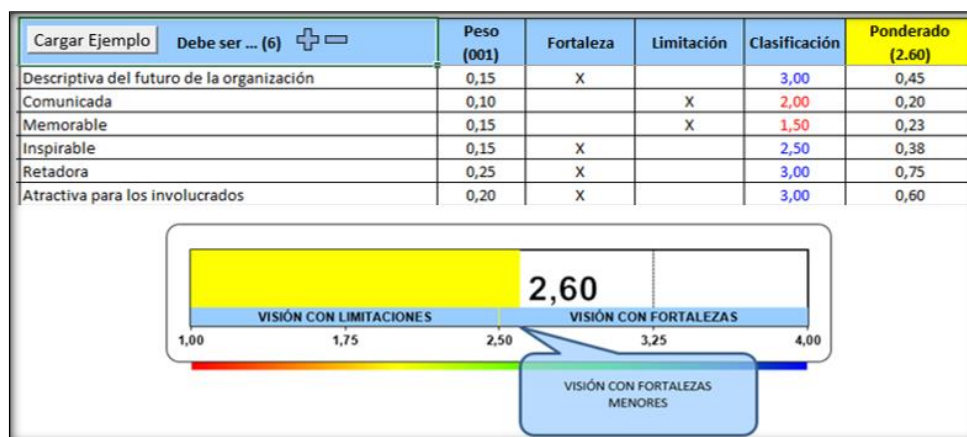 Cargar Ejemplo Debe ser ... (6) Peso (001) Fortaleza Limitación Clasificación Ponderado (2.60)
Descriptiva del futuro de la organización 0,15 X 3,00 0,45
Comunicada 0,10 X 2,00 0,20
Memorable 0,15 X 1,50 0,23
Inspirable 0,15 X 2,50 0,38
Retadora 0,25 X 3,00 0,75
Atractiva para los involucrados 0,20 X 3,00 0,60
2,60
VISIÓN CON LIMITACIONES VISIÓN CON FORTALEZAS
1,00 1,75 2,50 3,25 4,00
VISIÓN CON FORTALEZAS
MENORES